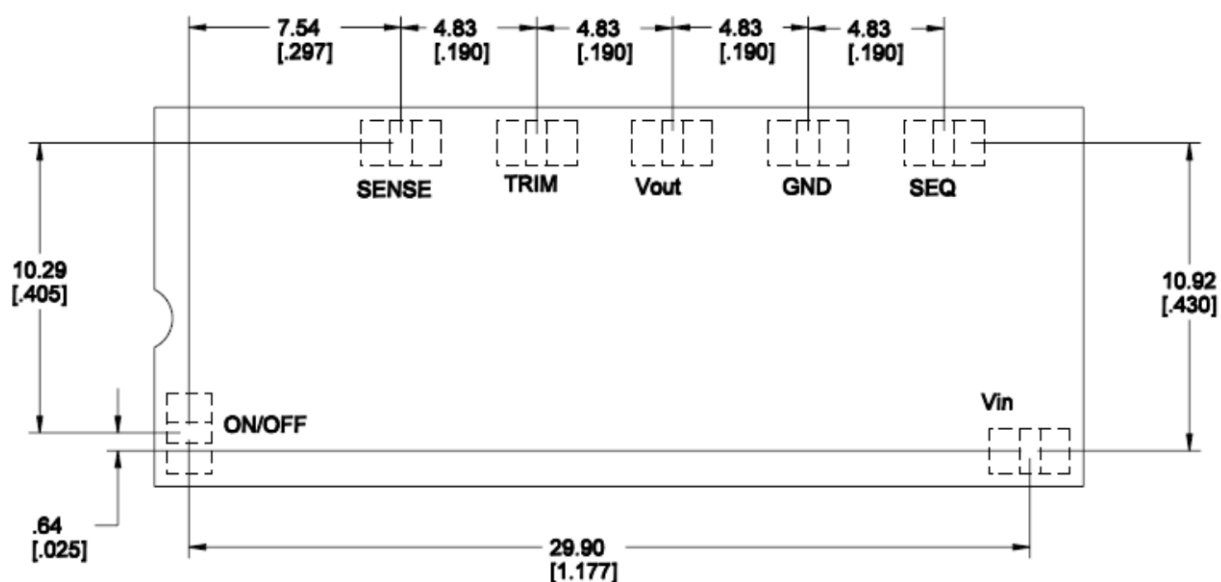 7.54
[.297]
4.83
[.190]
4.83
[.190]
4.83
[.190]
4.83
[.190]
SENSE
TRIM
Vout
GND
SEQ
10.29
[.405]
10.92
[.430]
ON/OFF
Vin
.64
[.025]
29.90
[1.177]